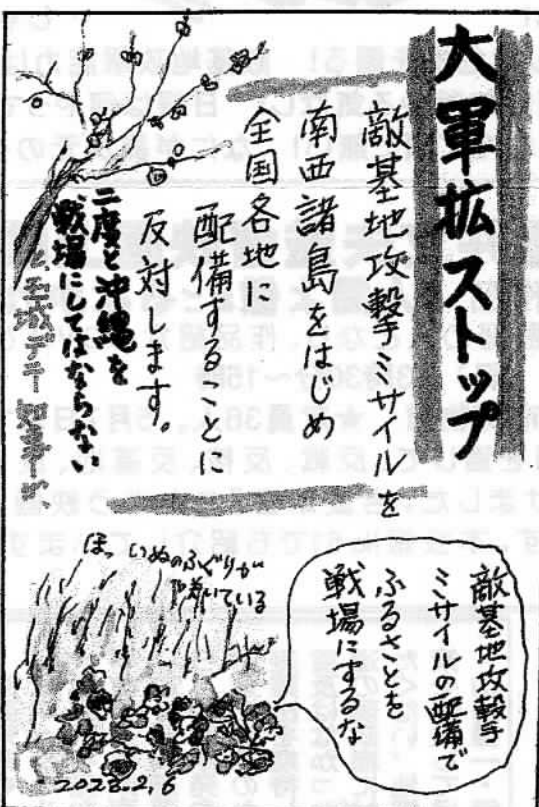 大軍拡ストップ
敵基地攻撃ミサイルを
南西諸島をはじめ
全国各地に
配備することに
反対します。
二度と沖縄を
戦場にしてはならない
と玉城デニー知事
敵基地攻撃
ミサイルの配備で
ふるさとを
戦場にするな
ほっ いぬのふぐりが
咲いている
2023.2,6